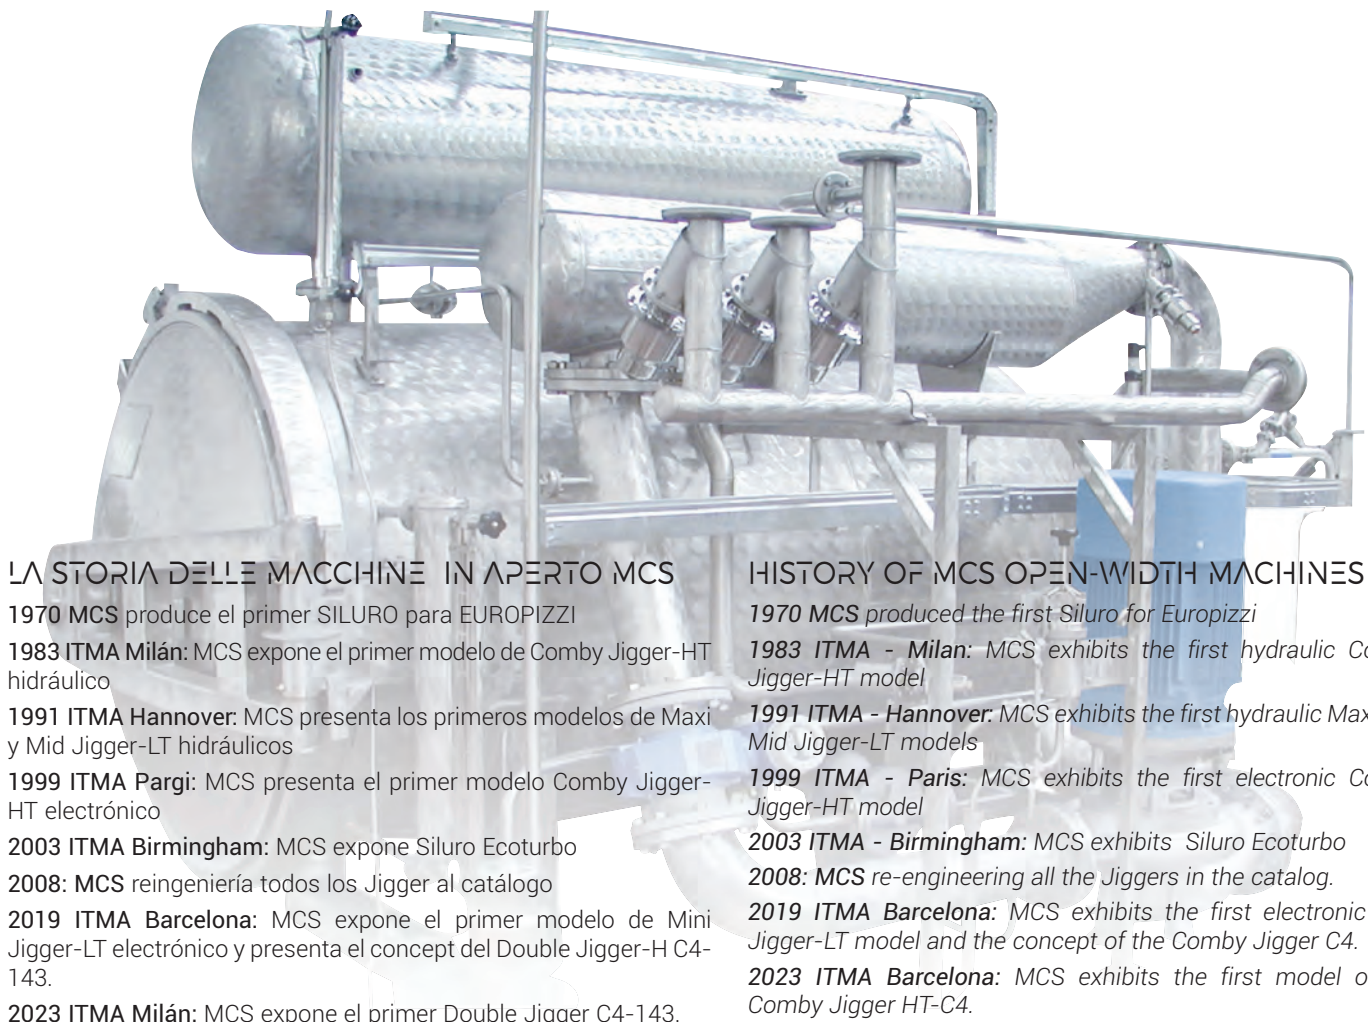 LA STORIA DELLE MACCHINE IN APERTO MCS
1970 MCS produce el primer SILURO para EUROPIZZI
1983 ITMA Milán: MCS expone el primer modelo de Comby Jigger-HT
hidráulico
1991 ITMA Hannover: MCS presenta los primeros modelos de Maxi
y Mid Jigger-LT hidráulicos
1999 ITMA Pargi: MCS presenta el primer modelo Comby Jigger-
HT electrónico
2003 ITMA Birmingham: MCS expone Siluro Ecoturbo
2008: MCS reingeniería todos los Jigger al catálogo
2019 ITMA Barcelona: MCS expone el primer modelo de Mini
Jigger-LT electrónico y presenta el concept del Double Jigger-H C4-
143.
2023 ITMA Milán: MCS expone el primer Double Jigger C4-143.
HISTORY OF MCS OPEN-WIDTH MACHINES
1970 MCS produced the first Siluro for Europizzi
1983 ITMA - Milan: MCS exhibits the first hydraulic
Jigger-HT model
1991 ITMA - Hannover: MCS exhibits the first hydraulic Max
Mid Jigger-LT models
1999 ITMA - Paris: MCS exhibits the first electronic
Jigger-HT model
2003 ITMA - Birmingham: MCS exhibits Siluro Ecoturbo
2008: MCS re-engineering all the Jiggers in the catalog.
2019 ITMA Barcelona: MCS exhibits the first electronic
Jigger-LT model and the concept of the Comby Jigger C4.
2023 ITMA Barcelona: MCS exhibits the first model
Comby Jigger HT-C4.